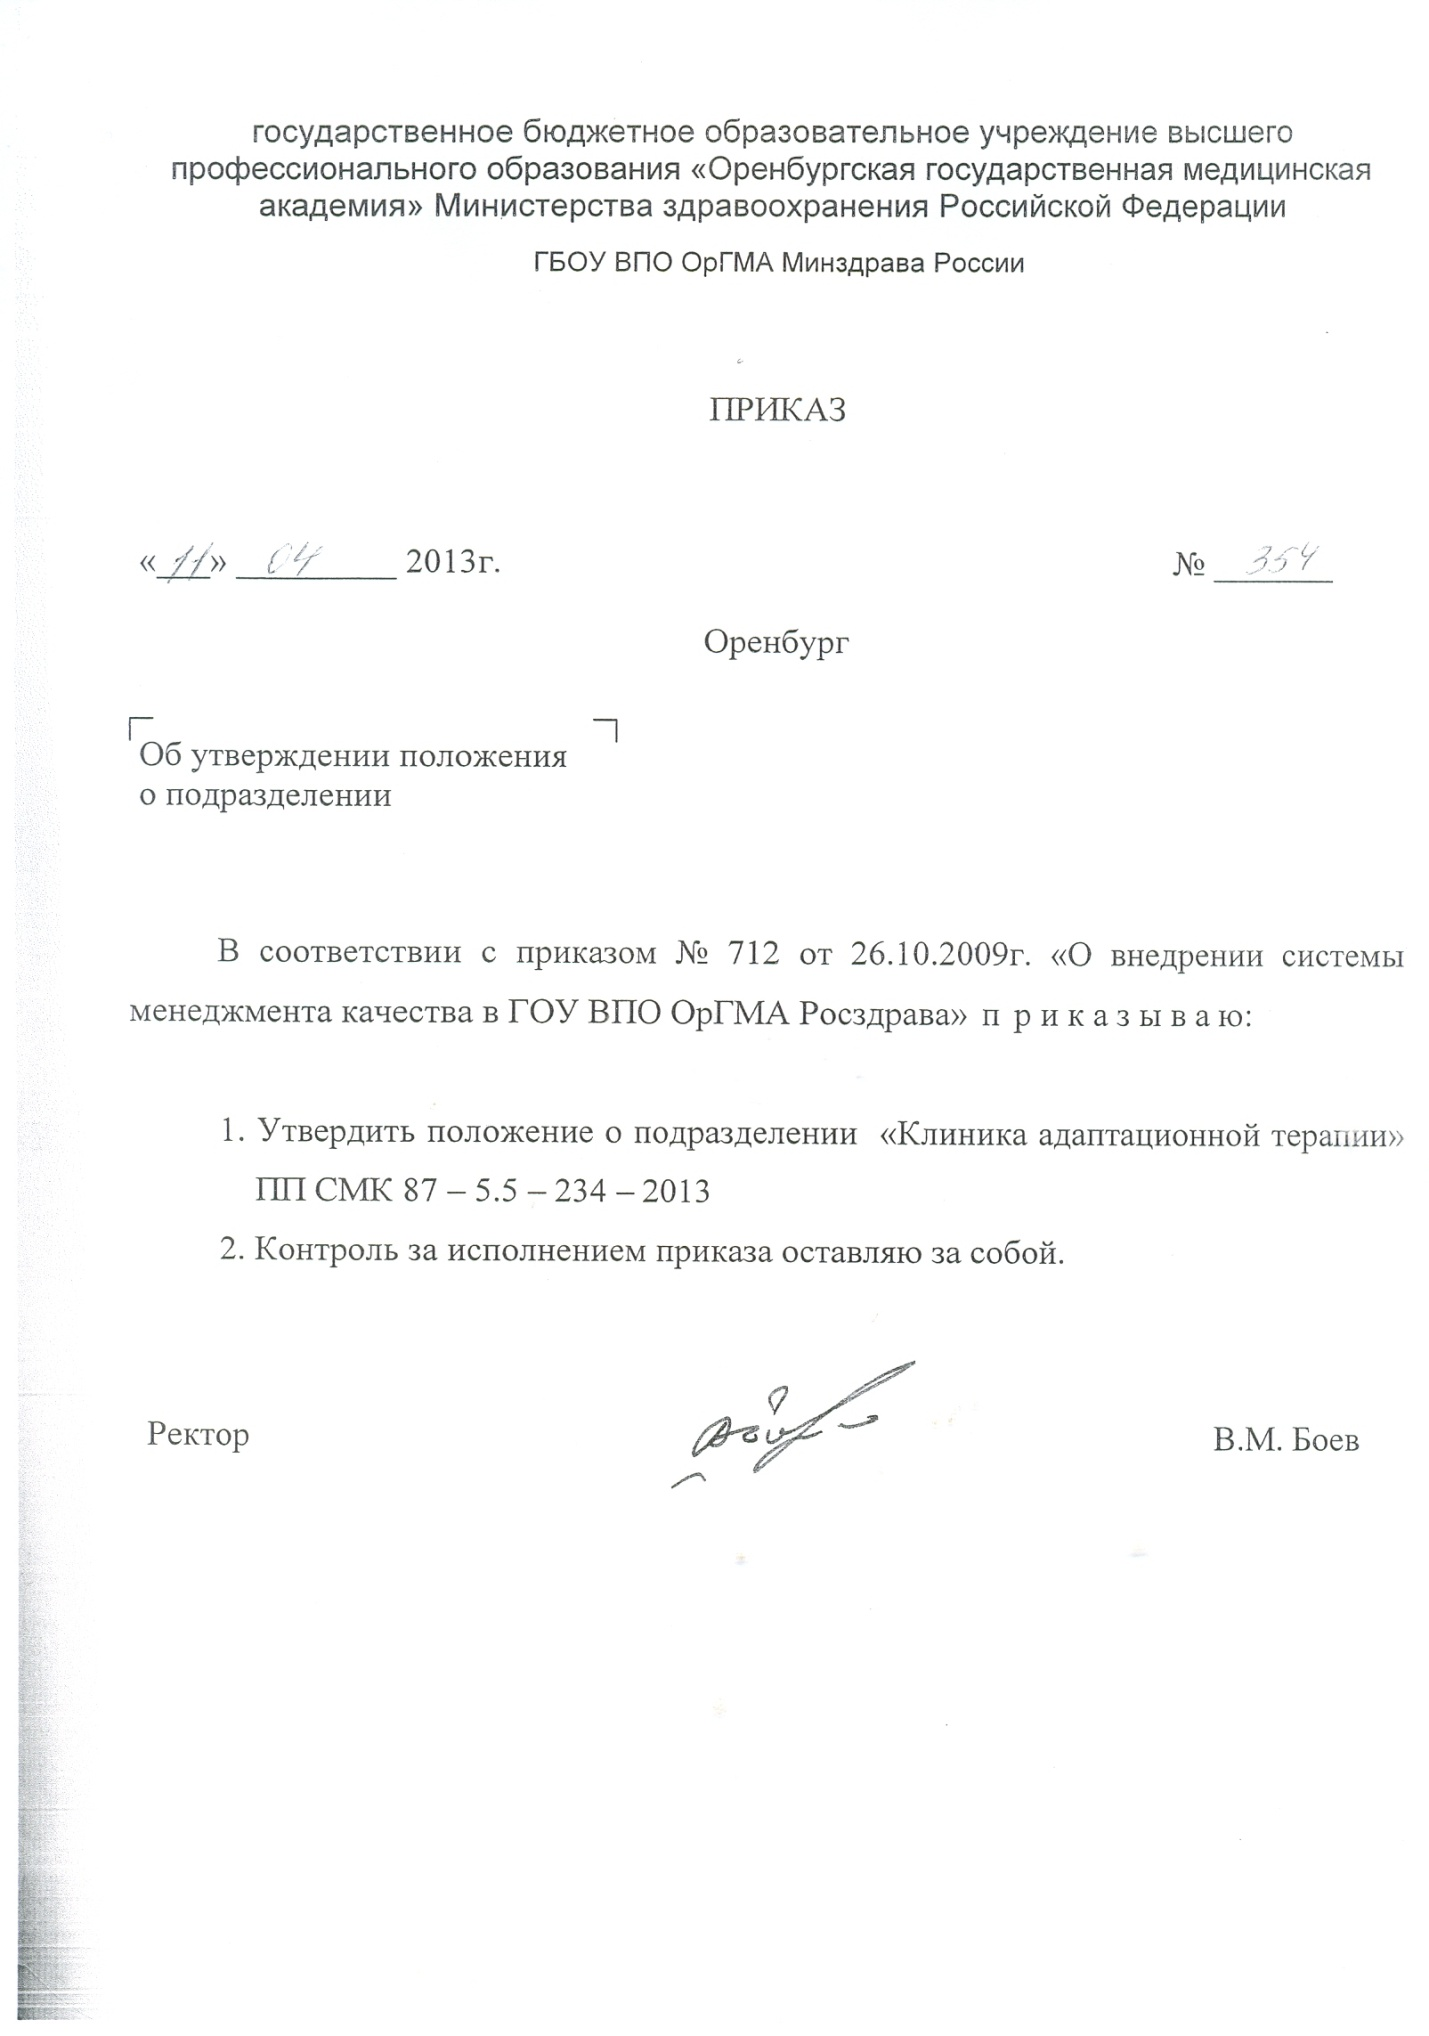 государственное бюджетное образовательное учреждение высшего
профессионального образования «Оренбургская государственная медицинская
академия» Министерства здравоохранения Российской Федерации
ГБОУ ВПО ОрГМА Минздрава России
ПРИКАЗ
«11» 04 2013г. № 354
Оренбург
Об утверждении положения
о подразделении
В соответствии с приказом № 712 от 26.10.2009г. «О внедрении системы
менеджмента качества в ГОУ ВПО ОрГМА Росздрава» п р и к а з ы в а ю:
1. Утвердить положение о подразделении «Клиника адаптационной терапии»
ПП СМК 87 – 5.5 – 234 – 2013
2. Контроль за исполнением приказа оставляю за собой.
Ректор В.М. Боев